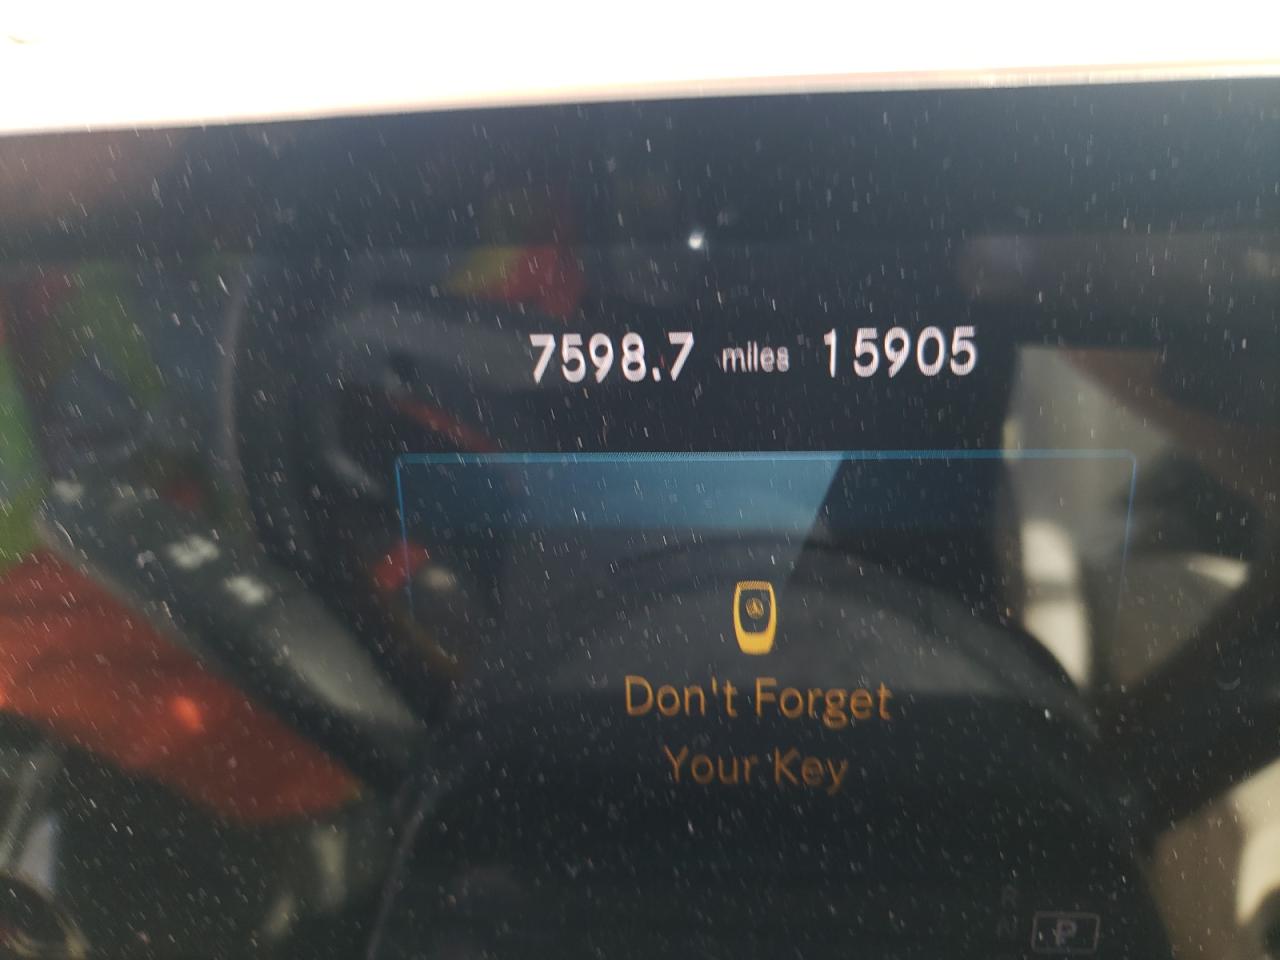 7598.7 miles 15905
Don't Forget
Your Key
R
N
P